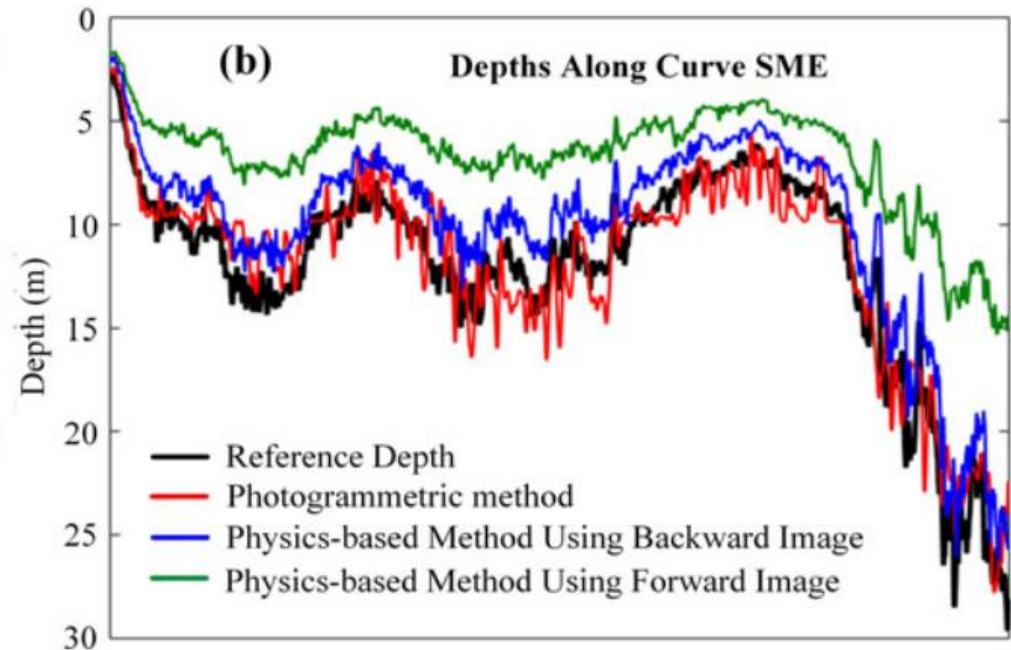 0
(b)
Depths Along Curve SME
5
10
Depth (m)
15
20
25
30
Reference Depth
Photogrammetric method
Physics-based Method Using Backward Image
Physics-based Method Using Forward Image